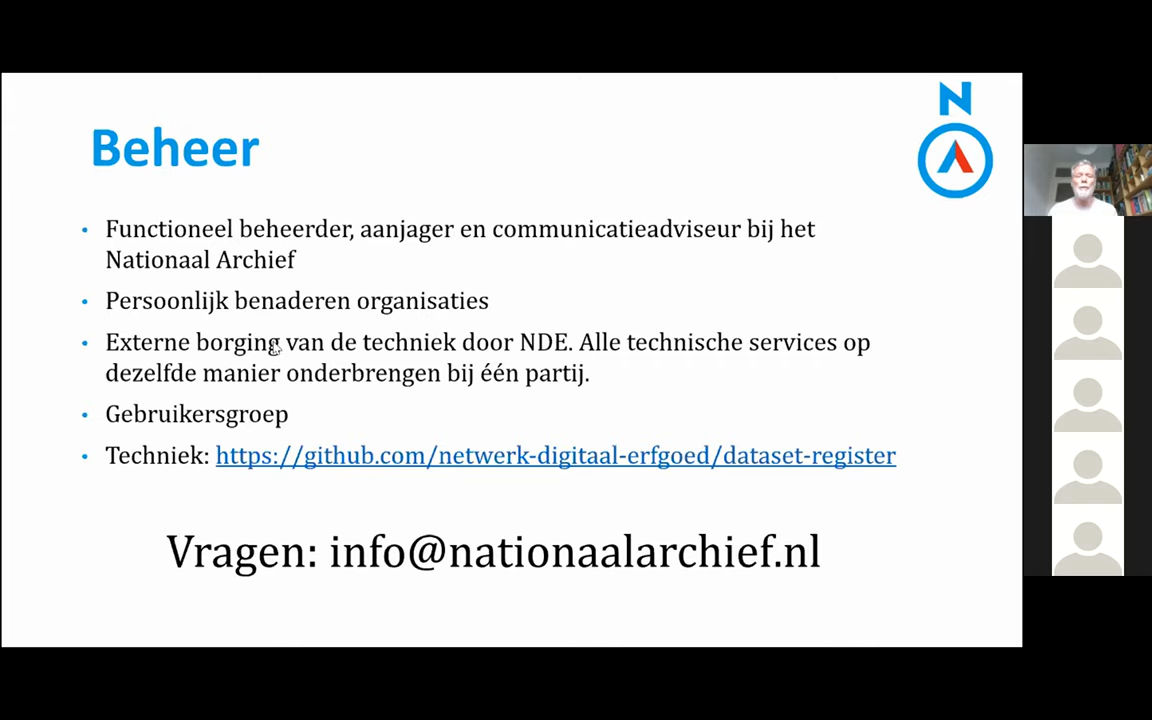 N
Beheer
Functioneel beheerder, aanjager en communicatieadviseur bij het
Nationaal Archief
Persoonlijk benaderen organisaties
Externe borging van de techniek door NDE. Alle technische services op
dezelfde manier onderbrengen bij één partij.
Gebruikersgroep
Techniek: https://github.com/netwerk-digitaal-erfgoed/dataset-register
Vragen: info@nationaalarchief.nl